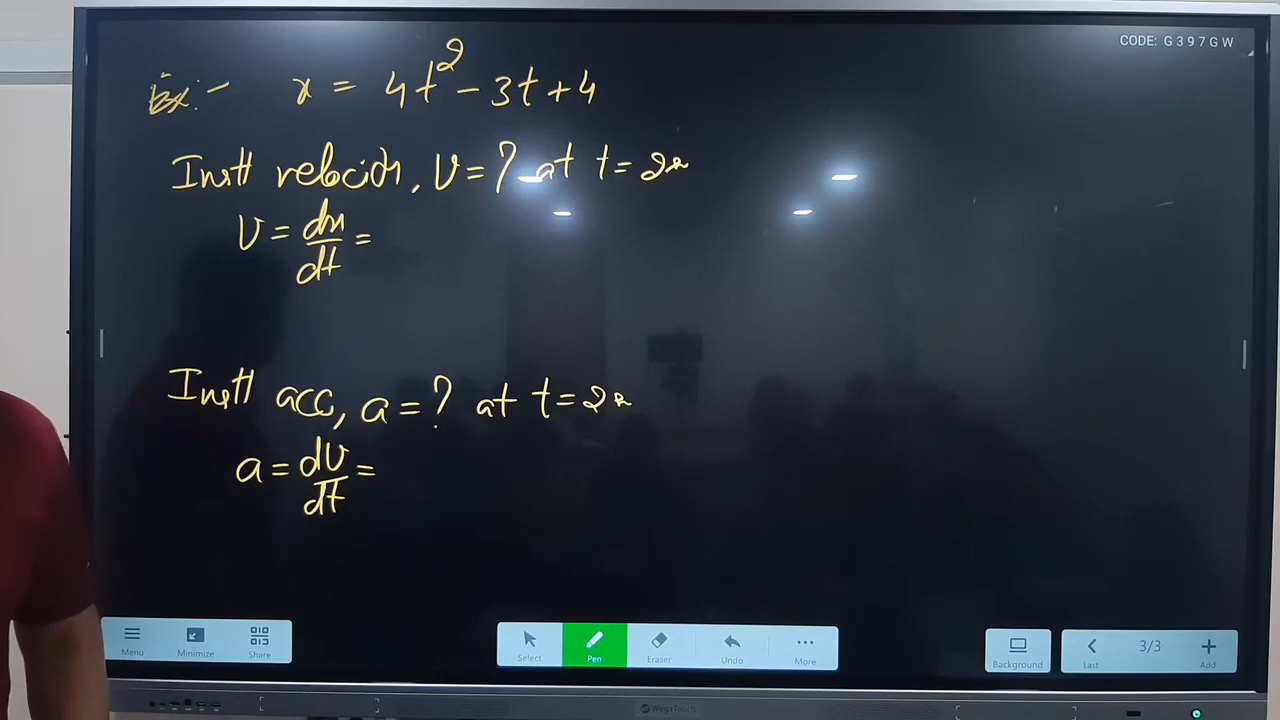 CODE: G397GW
Ex:- x = 4t² - 3t + 4
Instt velocity, v = ? at t = 2s
v = dx/dt =
Instt acc, a = ? at t = 2s
a = dv/dt =
Menu Minimize Share Select Pen Eraser Undo More Background Last 3/3 Add
WegaTouch